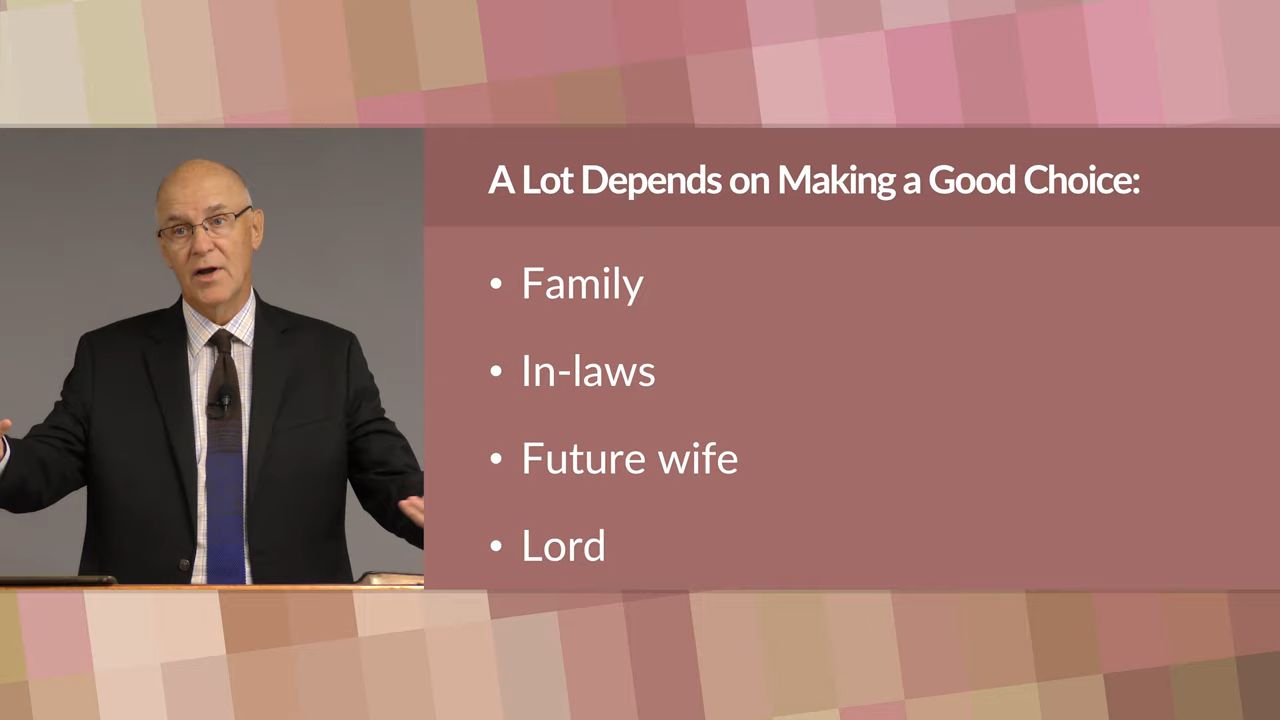 A Lot Depends on Making a Good Choice:
• Family
• In-laws
• Future wife
• Lord